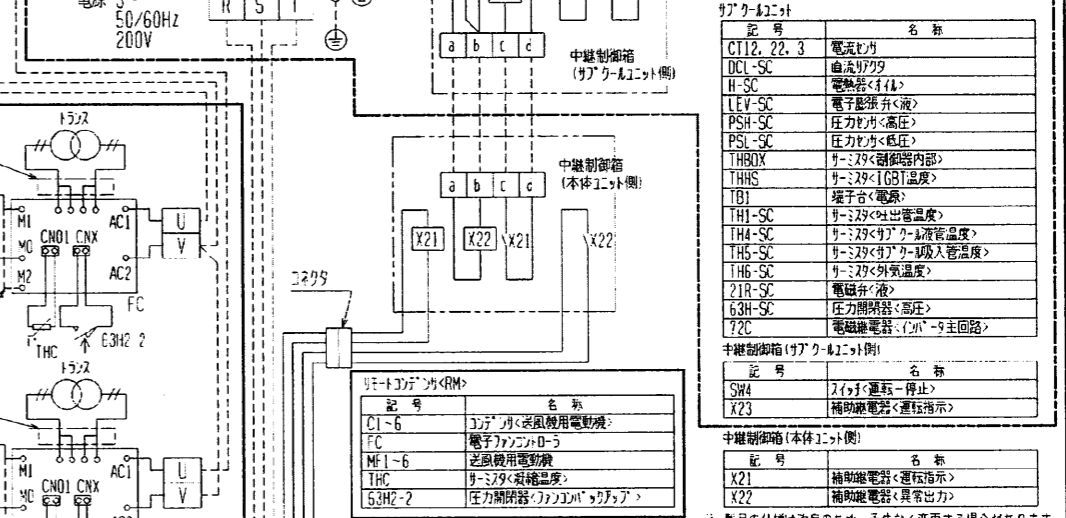 電源 3~
50/60Hz
200V
R S T
a b c d
中継制御箱
(サブクールユニット側)
トランス
M1 AC1
M0 CN01 CNX
M2 AC2
U
V
FC
THC 63H2-2
トランス
M1 AC1
M0 CN01 CNX
U
V
中継制御箱
(本体ユニット側)
a b c d
X21 X22 X21 X22
コネクタ
リモートコンデンサ<RM>
記号 名称
C1~6 コンデンサ<送風機用電動機>
FC 電子ファンコントローラ
MF1~6 送風機用電動機
THC サーミスタ<凝縮温度>
63H2-2 圧力開閉器<ファンコンバックアップ>
サブクールユニット
記号 名称
CT12, 22, 3 電流センサ
DCL-SC 直流リアクタ
H-SC 電熱器<オイル>
LEV-SC 電子膨張弁<液>
PSH-SC 圧力センサ<高圧>
PSL-SC 圧力センサ<低圧>
THBOX サーミスタ<制御器内部>
THHS サーミスタ<IGBT温度>
TB1 端子台<電源>
TH1-SC サーミスタ<吐出管温度>
TH4-SC サーミスタ<サブクール液管温度>
TH5-SC サーミスタ<サブクール吸入管温度>
TH6-SC サーミスタ<外気温度>
21R-SC 電磁弁<液>
63H-SC 圧力開閉器<高圧>
72C 電磁継電器<インバータ主回路>
中継制御箱(サブクールユニット側)
記号 名称
SW4 スイッチ<運転-停止>
X23 補助継電器<運転指示>
中継制御箱(本体ユニット側)
記号 名称
X21 補助継電器<運転指示>
X22 補助継電器<異常出力>